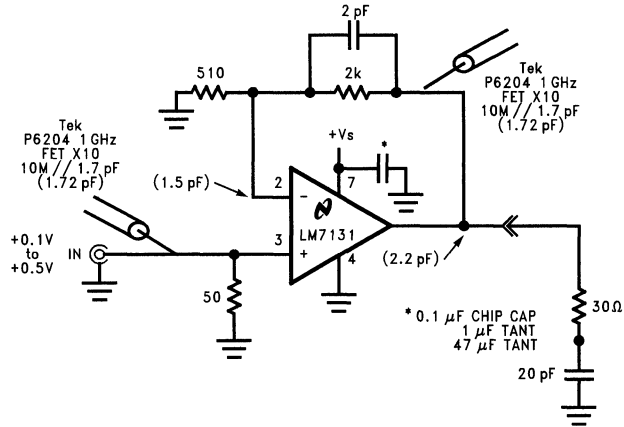 2 pF
510
2k
Tek
P6204 1 GHz
FET X10
10M // 1.7 pF
(1.72 pF)
Tek
P6204 1 GHz
FET X10
10M // 1.7 pF
(1.72 pF)
+Vs
*
(1.5 pF)
2
7
-
LM7131
+0.1V
to
+0.5V
IN
3
+
4
(2.2 pF)
50
* 0.1 μF CHIP CAP
1 μF TANT
47 μF TANT
30Ω
20 pF